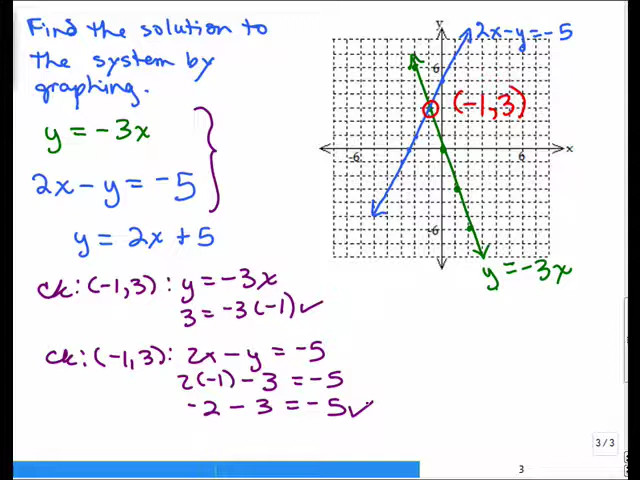 Find the solution to
the system by
graphing.
y = -3x
2x - y = -5
y = 2x + 5
ck: (-1,3) : y = -3x
3 = -3(-1) ✓
ck: (-1,3) : 2x - y = -5
2(-1) - 3 = -5
-2 - 3 = -5 ✓
y
2x - y = -5
6
(-1,3)
-6
6
x
-6
y = -3x
3/3
3